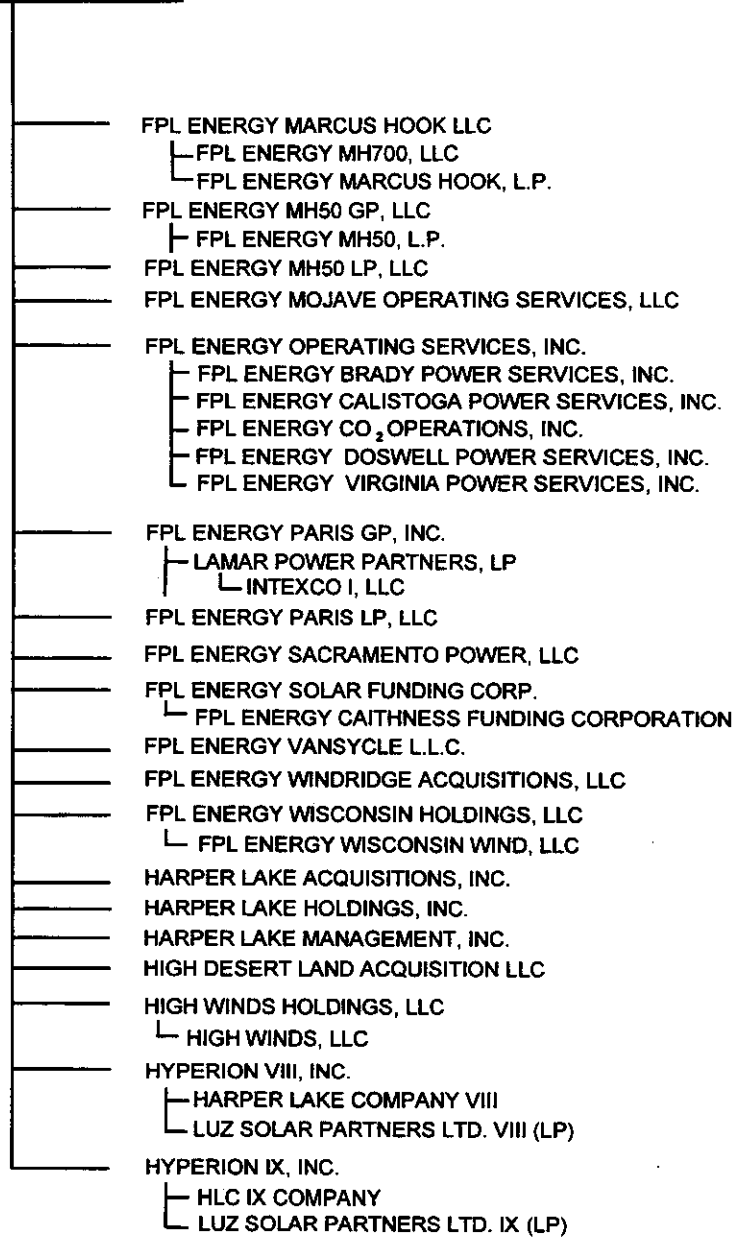 FPL ENERGY MARCUS HOOK LLC
FPL ENERGY MH700, LLC
FPL ENERGY MARCUS HOOK, L.P.
FPL ENERGY MH50 GP, LLC
FPL ENERGY MH50, L.P.
FPL ENERGY MH50 LP, LLC
FPL ENERGY MOJAVE OPERATING SERVICES, LLC
FPL ENERGY OPERATING SERVICES, INC.
FPL ENERGY BRADY POWER SERVICES, INC.
FPL ENERGY CALISTOGA POWER SERVICES, INC.
FPL ENERGY CO₂ OPERATIONS, INC.
FPL ENERGY DOSWELL POWER SERVICES, INC.
FPL ENERGY VIRGINIA POWER SERVICES, INC.
FPL ENERGY PARIS GP, INC.
LAMAR POWER PARTNERS, LP
INTEXCO I, LLC
FPL ENERGY PARIS LP, LLC
FPL ENERGY SACRAMENTO POWER, LLC
FPL ENERGY SOLAR FUNDING CORP.
FPL ENERGY CAITHNESS FUNDING CORPORATION
FPL ENERGY VANSYCLE L.L.C.
FPL ENERGY WINDRIDGE ACQUISITIONS, LLC
FPL ENERGY WISCONSIN HOLDINGS, LLC
FPL ENERGY WISCONSIN WIND, LLC
HARPER LAKE ACQUISITIONS, INC.
HARPER LAKE HOLDINGS, INC.
HARPER LAKE MANAGEMENT, INC.
HIGH DESERT LAND ACQUISITION LLC
HIGH WINDS HOLDINGS, LLC
HIGH WINDS, LLC
HYPERION VIII, INC.
HARPER LAKE COMPANY VIII
LUZ SOLAR PARTNERS LTD. VIII (LP)
HYPERION IX, INC.
HLC IX COMPANY
LUZ SOLAR PARTNERS LTD. IX (LP)